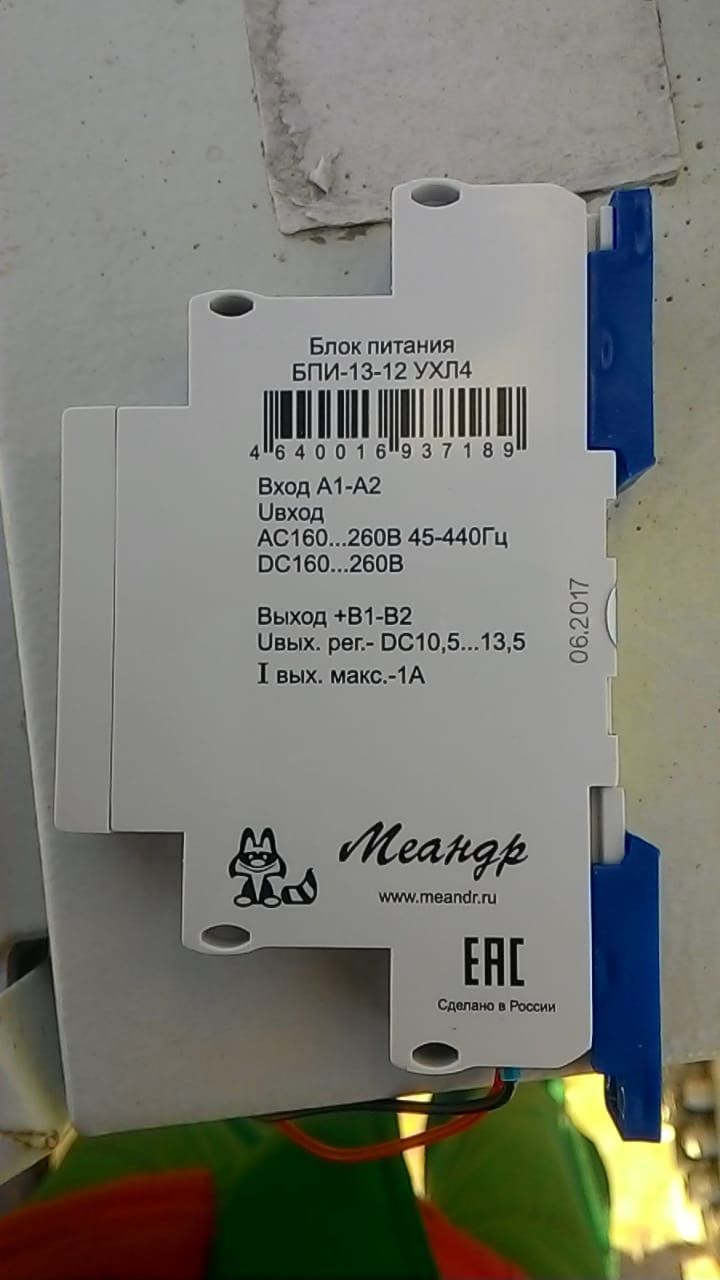 Блок питания
БПИ-13-12 УХЛ4
4 640016 937189
Вход А1-А2
Uвход
АС160...260В 45-440Гц
DC160...260В
Выход +В1-В2
Uвых. рег.- DC10,5...13,5
I вых. макс.-1А
06.2017
Меандр
www.meandr.ru
ЕАС
Сделано в России